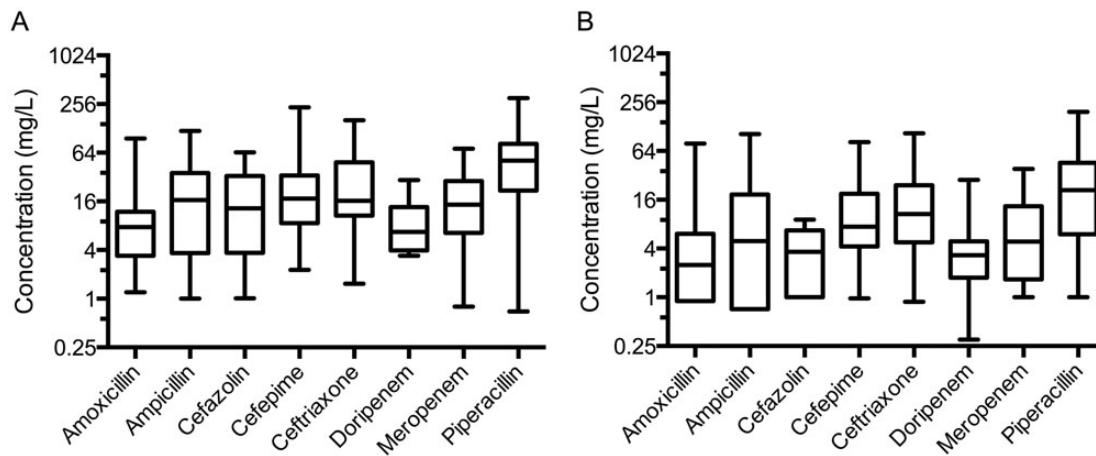 A
Concentration (mg/L)
1024
256
64
16
4
1
0.25
Amoxicillin
Ampicillin
Cefazolin
Cefepime
Ceftriaxone
Doripenem
Meropenem
Piperacillin
B
Concentration (mg/L)
1024
256
64
16
4
1
0.25
Amoxicillin
Ampicillin
Cefazolin
Cefepime
Ceftriaxone
Doripenem
Meropenem
Piperacillin